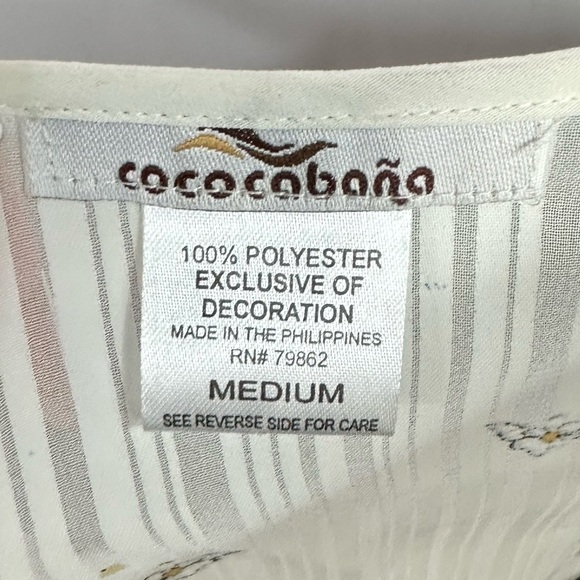 cococabaña
100% POLYESTER
EXCLUSIVE OF
DECORATION
MADE IN THE PHILIPPINES
RN# 79862
MEDIUM
SEE REVERSE SIDE FOR CARE